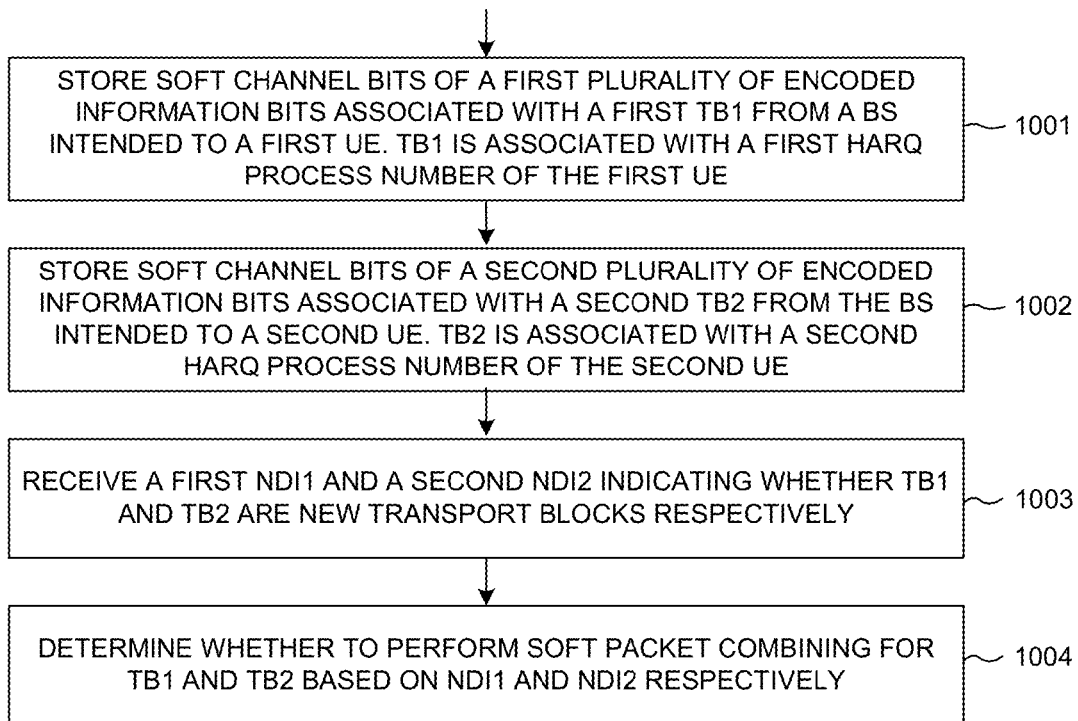 STORE SOFT CHANNEL BITS OF A FIRST PLURALITY OF ENCODED
INFORMATION BITS ASSOCIATED WITH A FIRST TB1 FROM A BS
INTENDED TO A FIRST UE. TB1 IS ASSOCIATED WITH A FIRST HARQ
PROCESS NUMBER OF THE FIRST UE
1001
STORE SOFT CHANNEL BITS OF A SECOND PLURALITY OF ENCODED
INFORMATION BITS ASSOCIATED WITH A SECOND TB2 FROM THE BS
INTENDED TO A SECOND UE. TB2 IS ASSOCIATED WITH A SECOND
HARQ PROCESS NUMBER OF THE SECOND UE
1002
RECEIVE A FIRST NDI1 AND A SECOND NDI2 INDICATING WHETHER TB1
AND TB2 ARE NEW TRANSPORT BLOCKS RESPECTIVELY
1003
DETERMINE WHETHER TO PERFORM SOFT PACKET COMBINING FOR
TB1 AND TB2 BASED ON NDI1 AND NDI2 RESPECTIVELY
1004